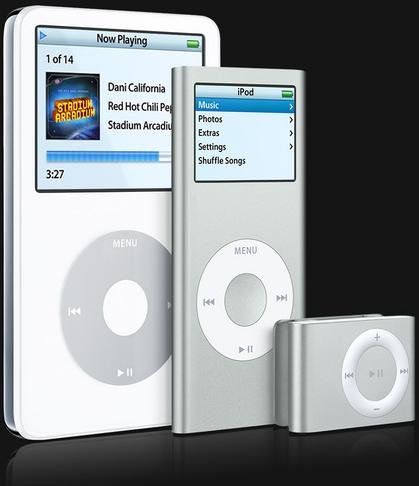 Now Playing
1 of 14
STADIUM
ARCADIUM
Dani California
Red Hot Chili Pep
Stadium Arcadiu
3:27
MENU
iPod
Music
Photos
Extras
Settings
Shuffle Songs
MENU